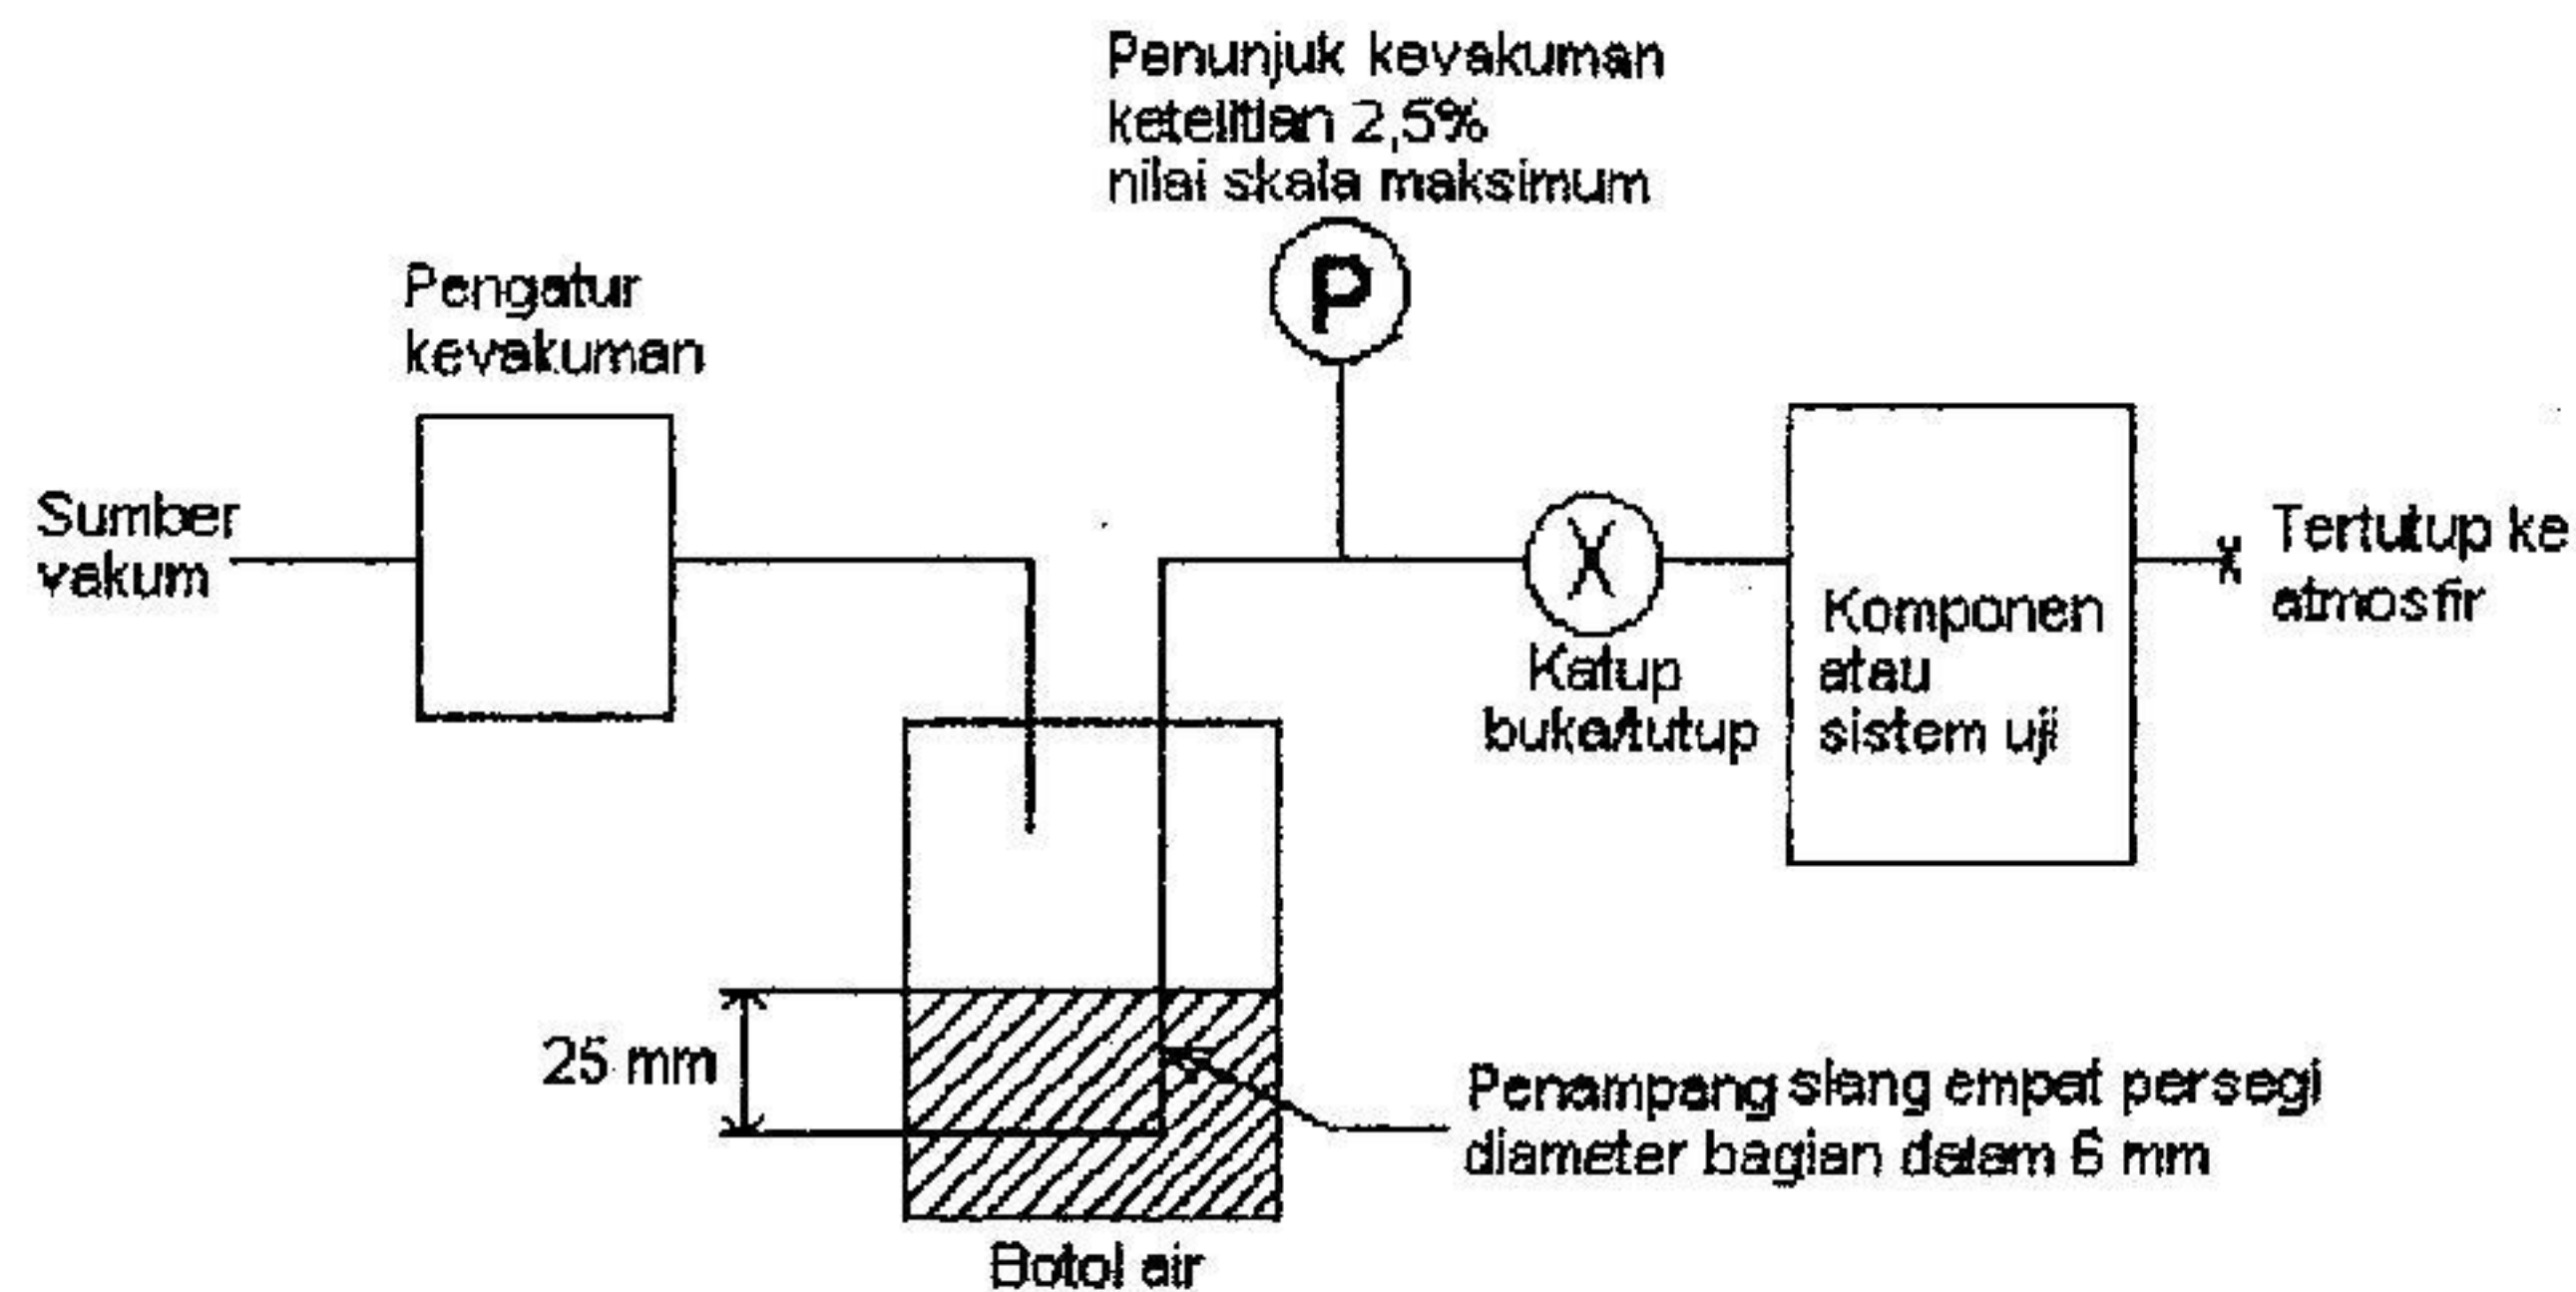 Penunjuk kevakuman
ketelitian 2,5%
nilai skala maksimum
P
Pengatur
kevakuman
Sumber
vakum
X
Katup
buka/tutup
Komponen
atau
sistem uji
Tertutup ke
atmosfir
25 mm
Penampang slang empat persegi
diameter bagian dalam 6 mm
Botol air